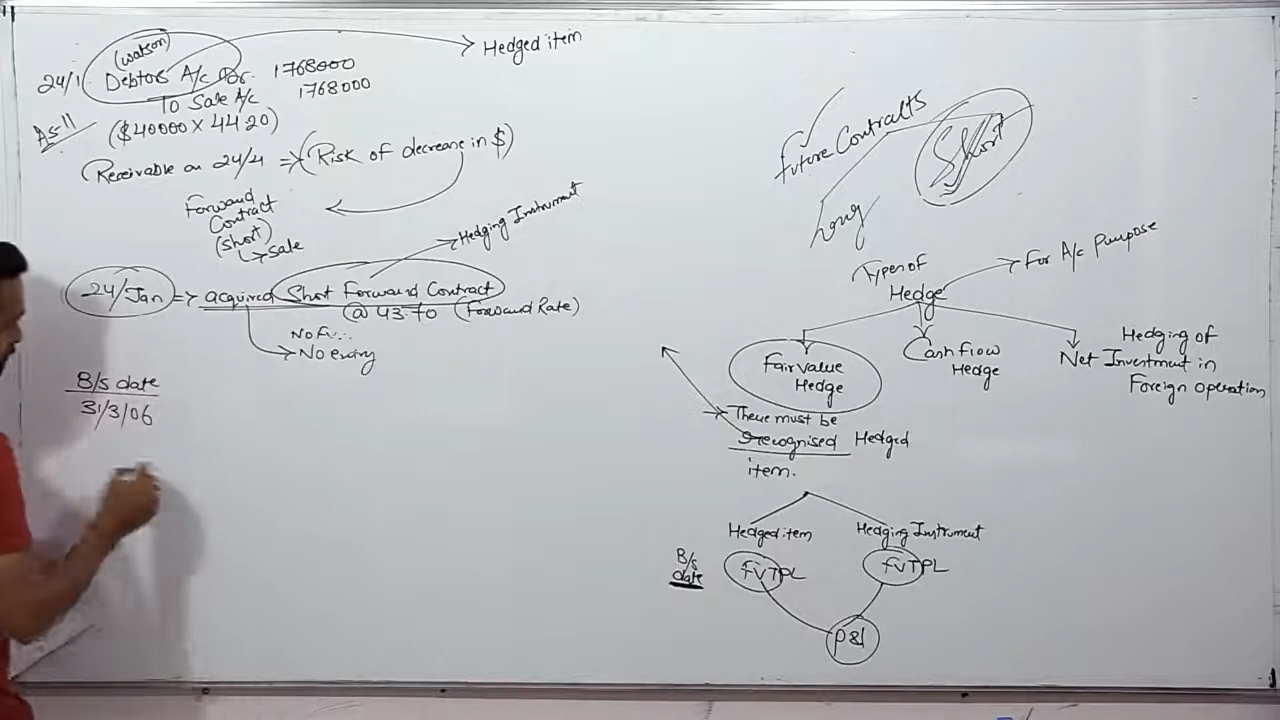 (Watson)
24/1. Debtors A/c Dr. 1768000
To Sale A/c 1768000
As 11
($40000 X 44.20)
Receivable on 24/4 => (Risk of decrease in $)
Hedged item
Forward
Contract
(short)
Sale
Hedging Instrument
24/Jan => acquired Short Forward Contract
@ 43.70 (Forward Rate)
No F.V..
No entry
B/s date
31/3/06
Future Contralts
Short
Long
Types of
Hedge
For A/c Purpose
Fair value
Hedge
Cash flow
Hedge
Hedging of
Net Investment in
Foreign operation
There must be
recognised Hedged
item.
Hedged item
Hedging Instrument
B/s
date
FVTPL
FVTPL
P&l